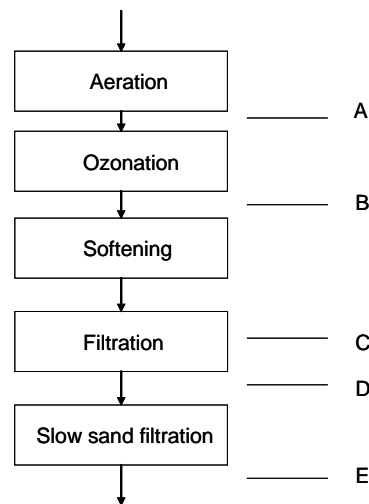 Aeration
A
Ozonation
B
Softening
Filtration
C
D
Slow sand filtration
E